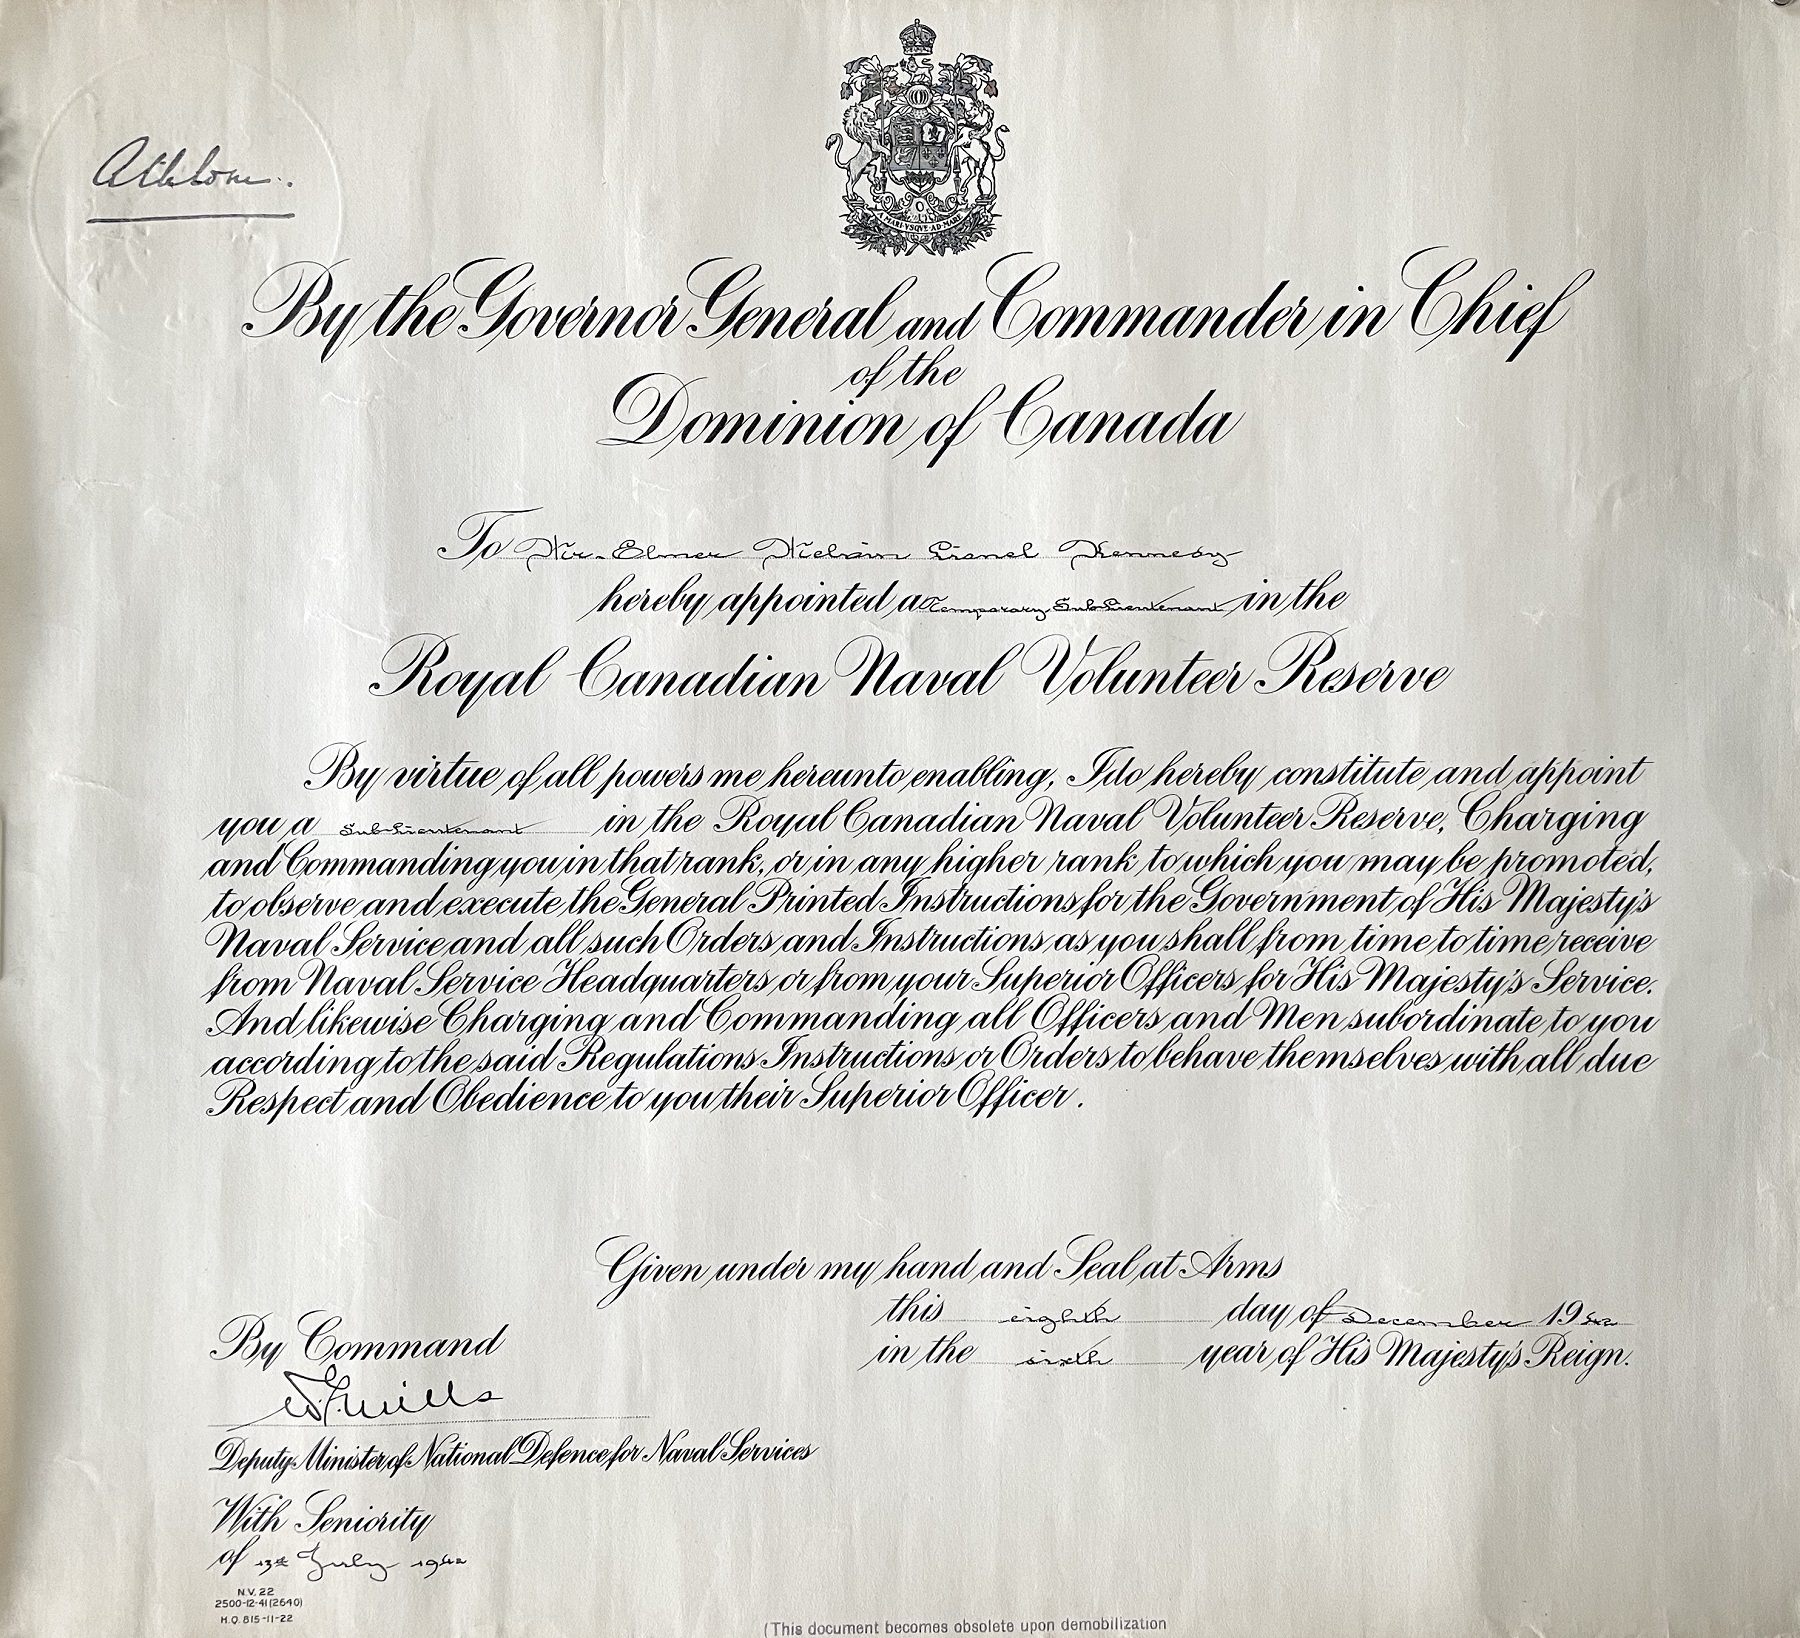 Athlone.
A MARI VSQVE AD MARE
By the Governor General and Commander in Chief
of the
Dominion of Canada
To Mr. Elmer Nelson Lionel Kennedy
hereby appointed a Temporary Sub-Lieutenant in the
Royal Canadian Naval Volunteer Reserve
By virtue of all powers me hereunto enabling, I do hereby constitute and appoint
you a Sub-Lieutenant in the Royal Canadian Naval Volunteer Reserve, Charging
and Commanding you in that rank, or in any higher rank to which you may be promoted,
to observe and execute the General Printed Instructions for the Government of His Majesty's
Naval Service and all such Orders and Instructions as you shall from time to time receive
from Naval Service Headquarters or from your Superior Officers for His Majesty's Service.
And likewise Charging and Commanding all Officers and Men subordinate to you
according to the said Regulations Instructions or Orders to behave themselves with all due
Respect and Obedience to you their Superior Officer.
Given under my hand and Seal at Arms
this eighth day of December 1942
in the sixth year of His Majesty's Reign.
By Command
Deputy Minister of National Defence for Naval Services
With Seniority
of 13th July 1942
N.V. 22
2500-12-41 (2640)
H.Q. 815-11-22
(This document becomes obsolete upon demobilization